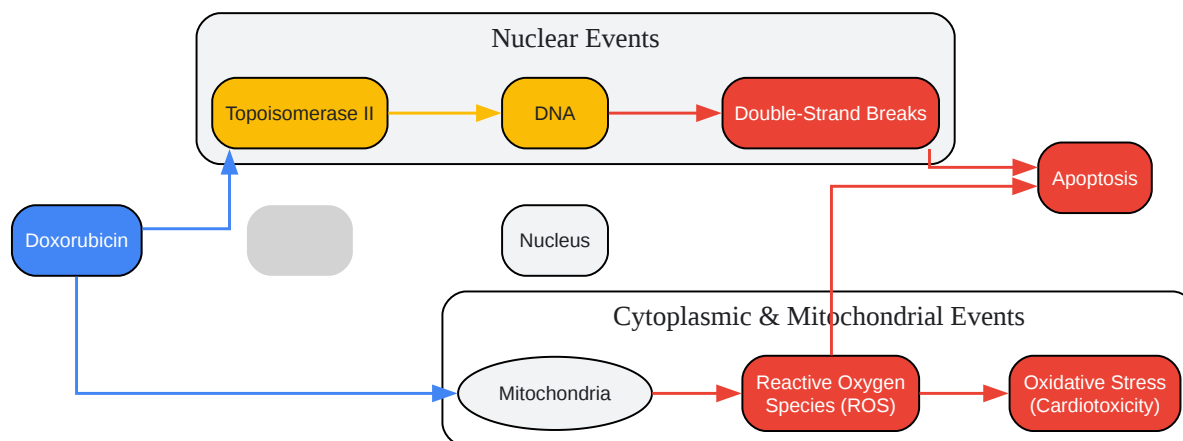 Nuclear Events
Topoisomerase II
DNA
Double-Strand Breaks
Apoptosis
Doxorubicin
Nucleus
Cytoplasmic & Mitochondrial Events
Mitochondria
Reactive Oxygen
Species (ROS)
Oxidative Stress
(Cardiotoxicity)